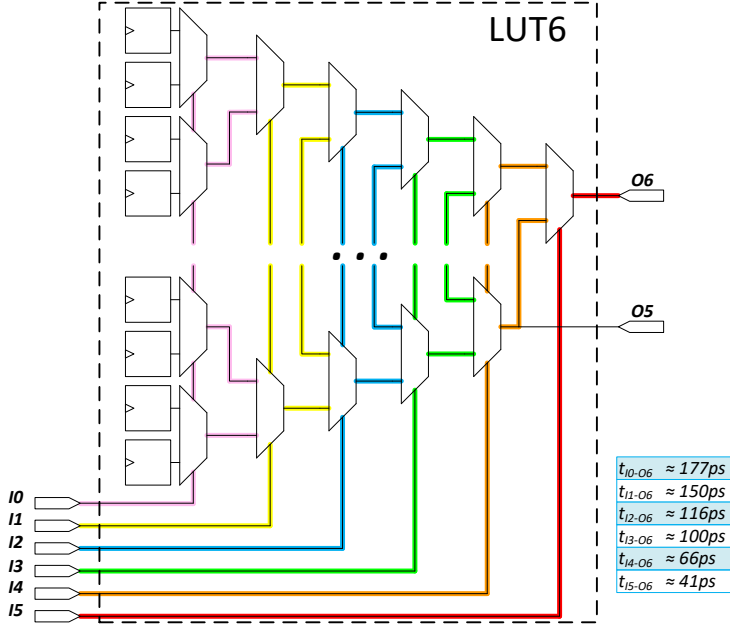 LUT6
O6
. . .
O5
I0
I1
I2
I3
I4
I5
tI0-O6 ≈ 177ps
tI1-O6 ≈ 150ps
tI2-O6 ≈ 116ps
tI3-O6 ≈ 100ps
tI4-O6 ≈ 66ps
tI5-O6 ≈ 41ps